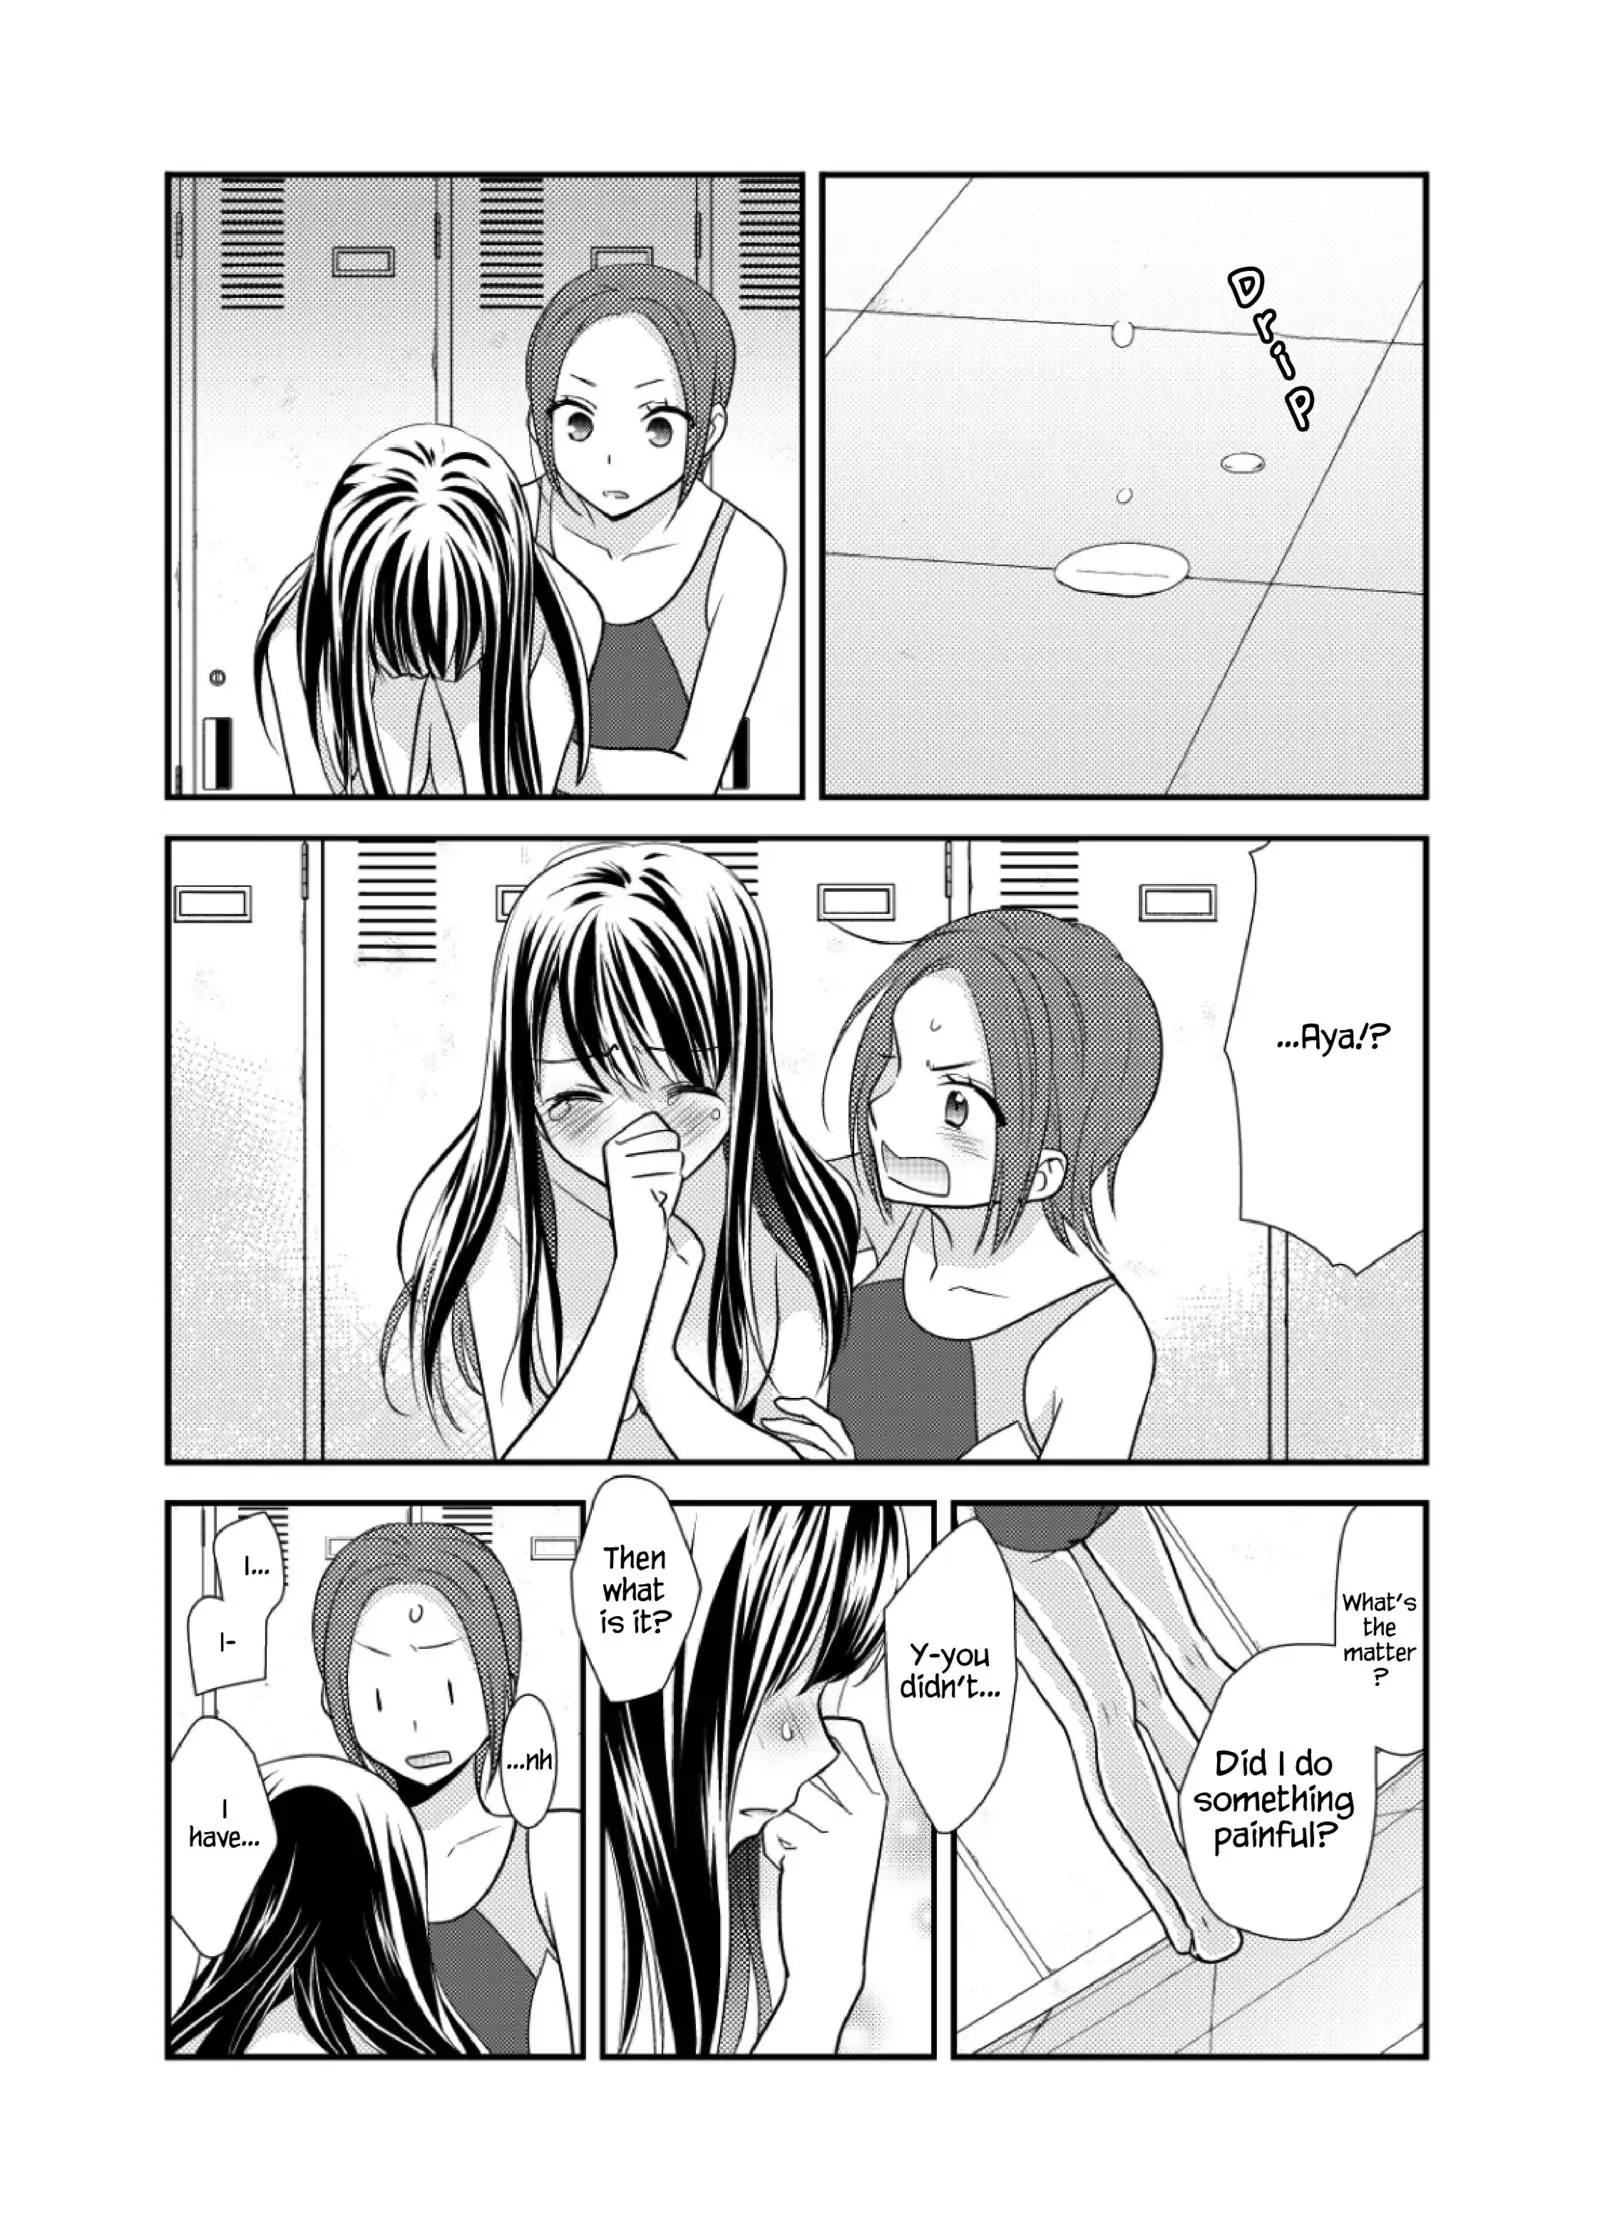 Drip
...Aya!?
What's
the
matter
?
Did I do
something
painful?
Y-you
didn't...
Then
what
is it?
...nh
I...
I-
I
have...